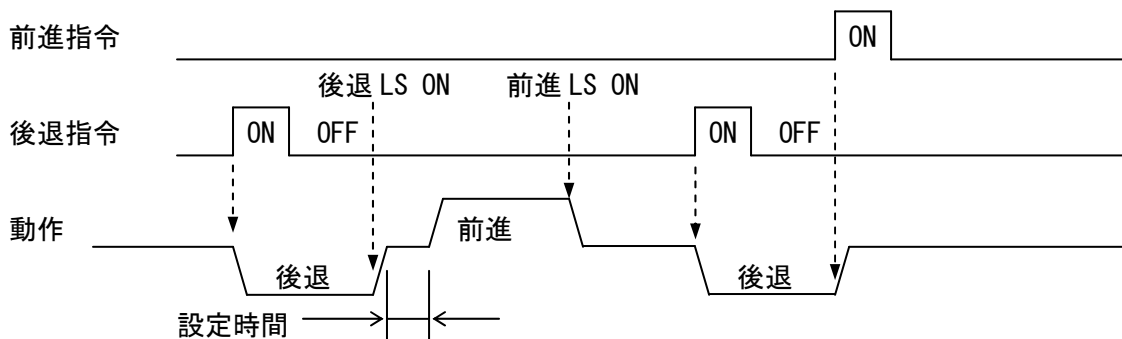 前進指令
ON
後退LS ON 前進LS ON
後退指令
ON OFF ON OFF
動作
前進
後退 後退
設定時間